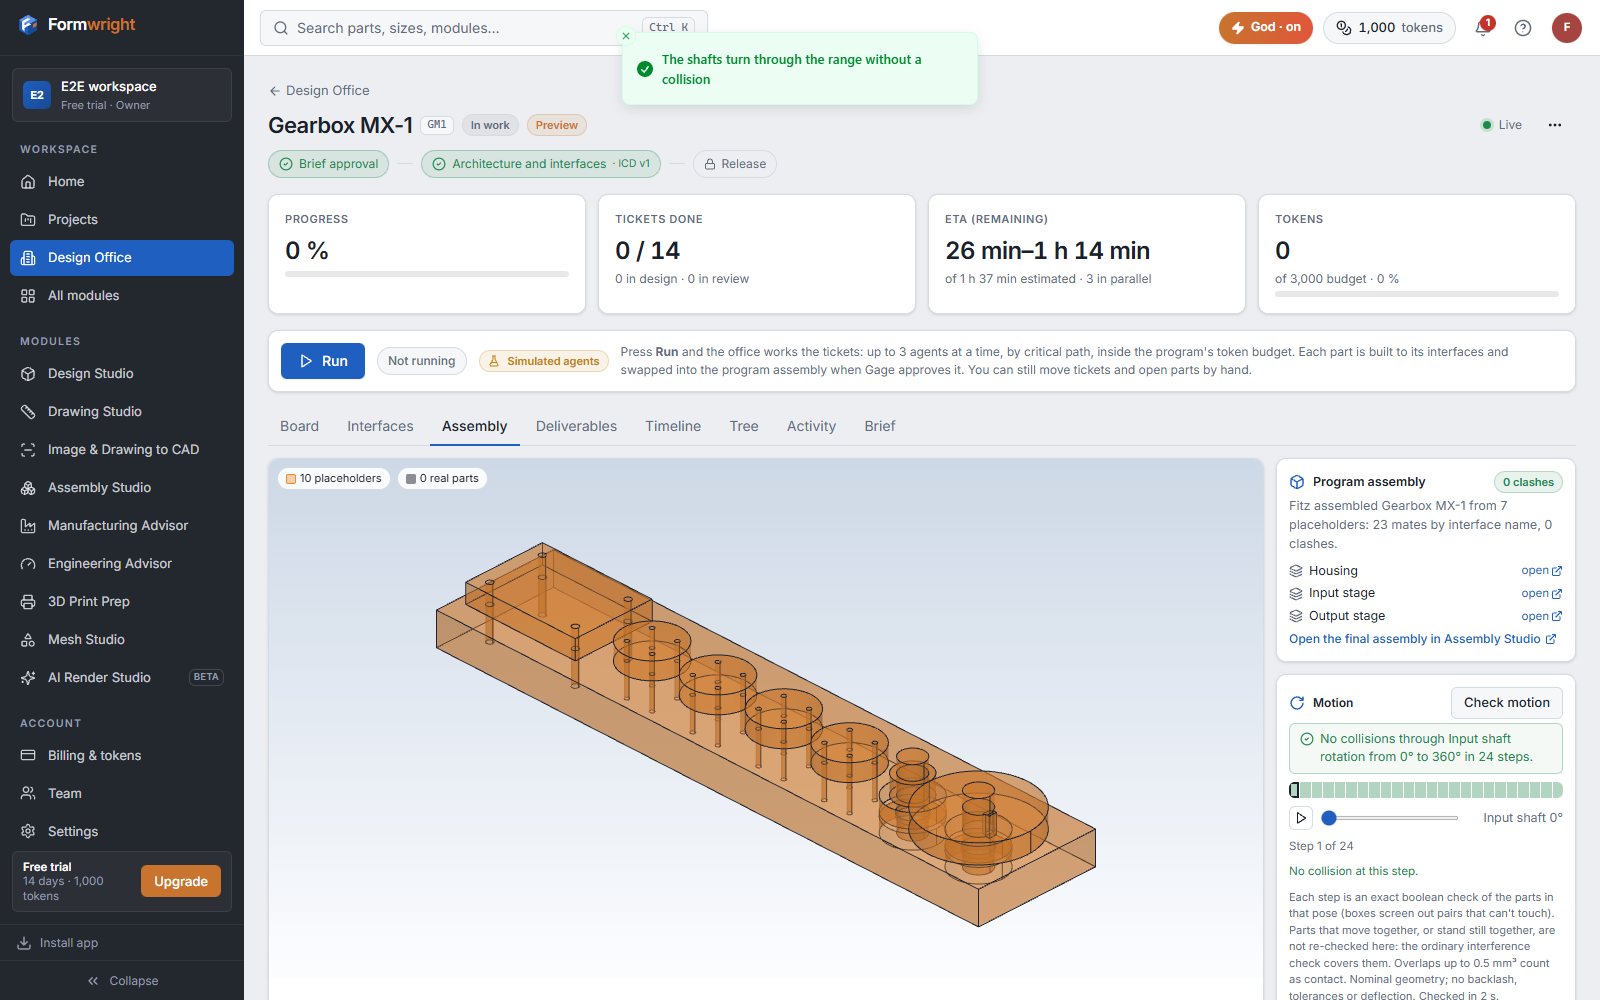 Formwright
Search parts, sizes, modules...
Ctrl K
God · on
1,000 tokens
1
F
The shafts turn through the range without a
collision
E2
E2E workspace
Free trial · Owner
WORKSPACE
Home
Projects
Design Office
All modules
MODULES
Design Studio
Drawing Studio
Image & Drawing to CAD
Assembly Studio
Manufacturing Advisor
Engineering Advisor
3D Print Prep
Mesh Studio
AI Render Studio
BETA
ACCOUNT
Billing & tokens
Team
Settings
Free trial
14 days · 1,000
tokens
Upgrade
Install app
Collapse
Design Office
Gearbox MX-1
GM1
In work
Preview
Live
Brief approval
Architecture and interfaces · ICD v1
Release
PROGRESS
0 %
TICKETS DONE
0 / 14
0 in design · 0 in review
ETA (REMAINING)
26 min–1 h 14 min
of 1 h 37 min estimated · 3 in parallel
TOKENS
0
of 3,000 budget · 0 %
Run
Not running
Simulated agents
Press Run and the office works the tickets: up to 3 agents at a time, by critical path, inside the program's token budget. Each part is built to its interfaces and
swapped into the program assembly when Gage approves it. You can still move tickets and open parts by hand.
Board
Interfaces
Assembly
Deliverables
Timeline
Tree
Activity
Brief
10 placeholders
0 real parts
Program assembly
0 clashes
Fitz assembled Gearbox MX-1 from 7
placeholders: 23 mates by interface name, 0
clashes.
Housing
open
Input stage
open
Output stage
open
Open the final assembly in Assembly Studio
Motion
Check motion
No collisions through Input shaft
rotation from 0° to 360° in 24 steps.
Input shaft 0°
Step 1 of 24
No collision at this step.
Each step is an exact boolean check of the parts in
that pose (boxes screen out pairs that can't touch).
Parts that move together, or stand still together, are
not re-checked here: the ordinary interference
check covers them. Overlaps up to 0.5 mm³ count
as contact. Nominal geometry; no backlash,
tolerances or deflection. Checked in 2 s.